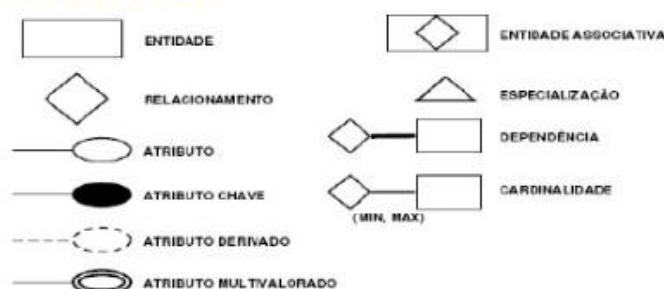 ENTIDADE
RELACIONAMENTO
ATRIBUTO
ATRIBUTO CHAVE
ATRIBUTO DERIVADO
ATRIBUTO MULTIVALORADO
ENTIDADE ASSOCIATIVA
ESPECIALIZAÇÃO
DEPENDÊNCIA
CARDINALIDADE
(MIN, MAX)